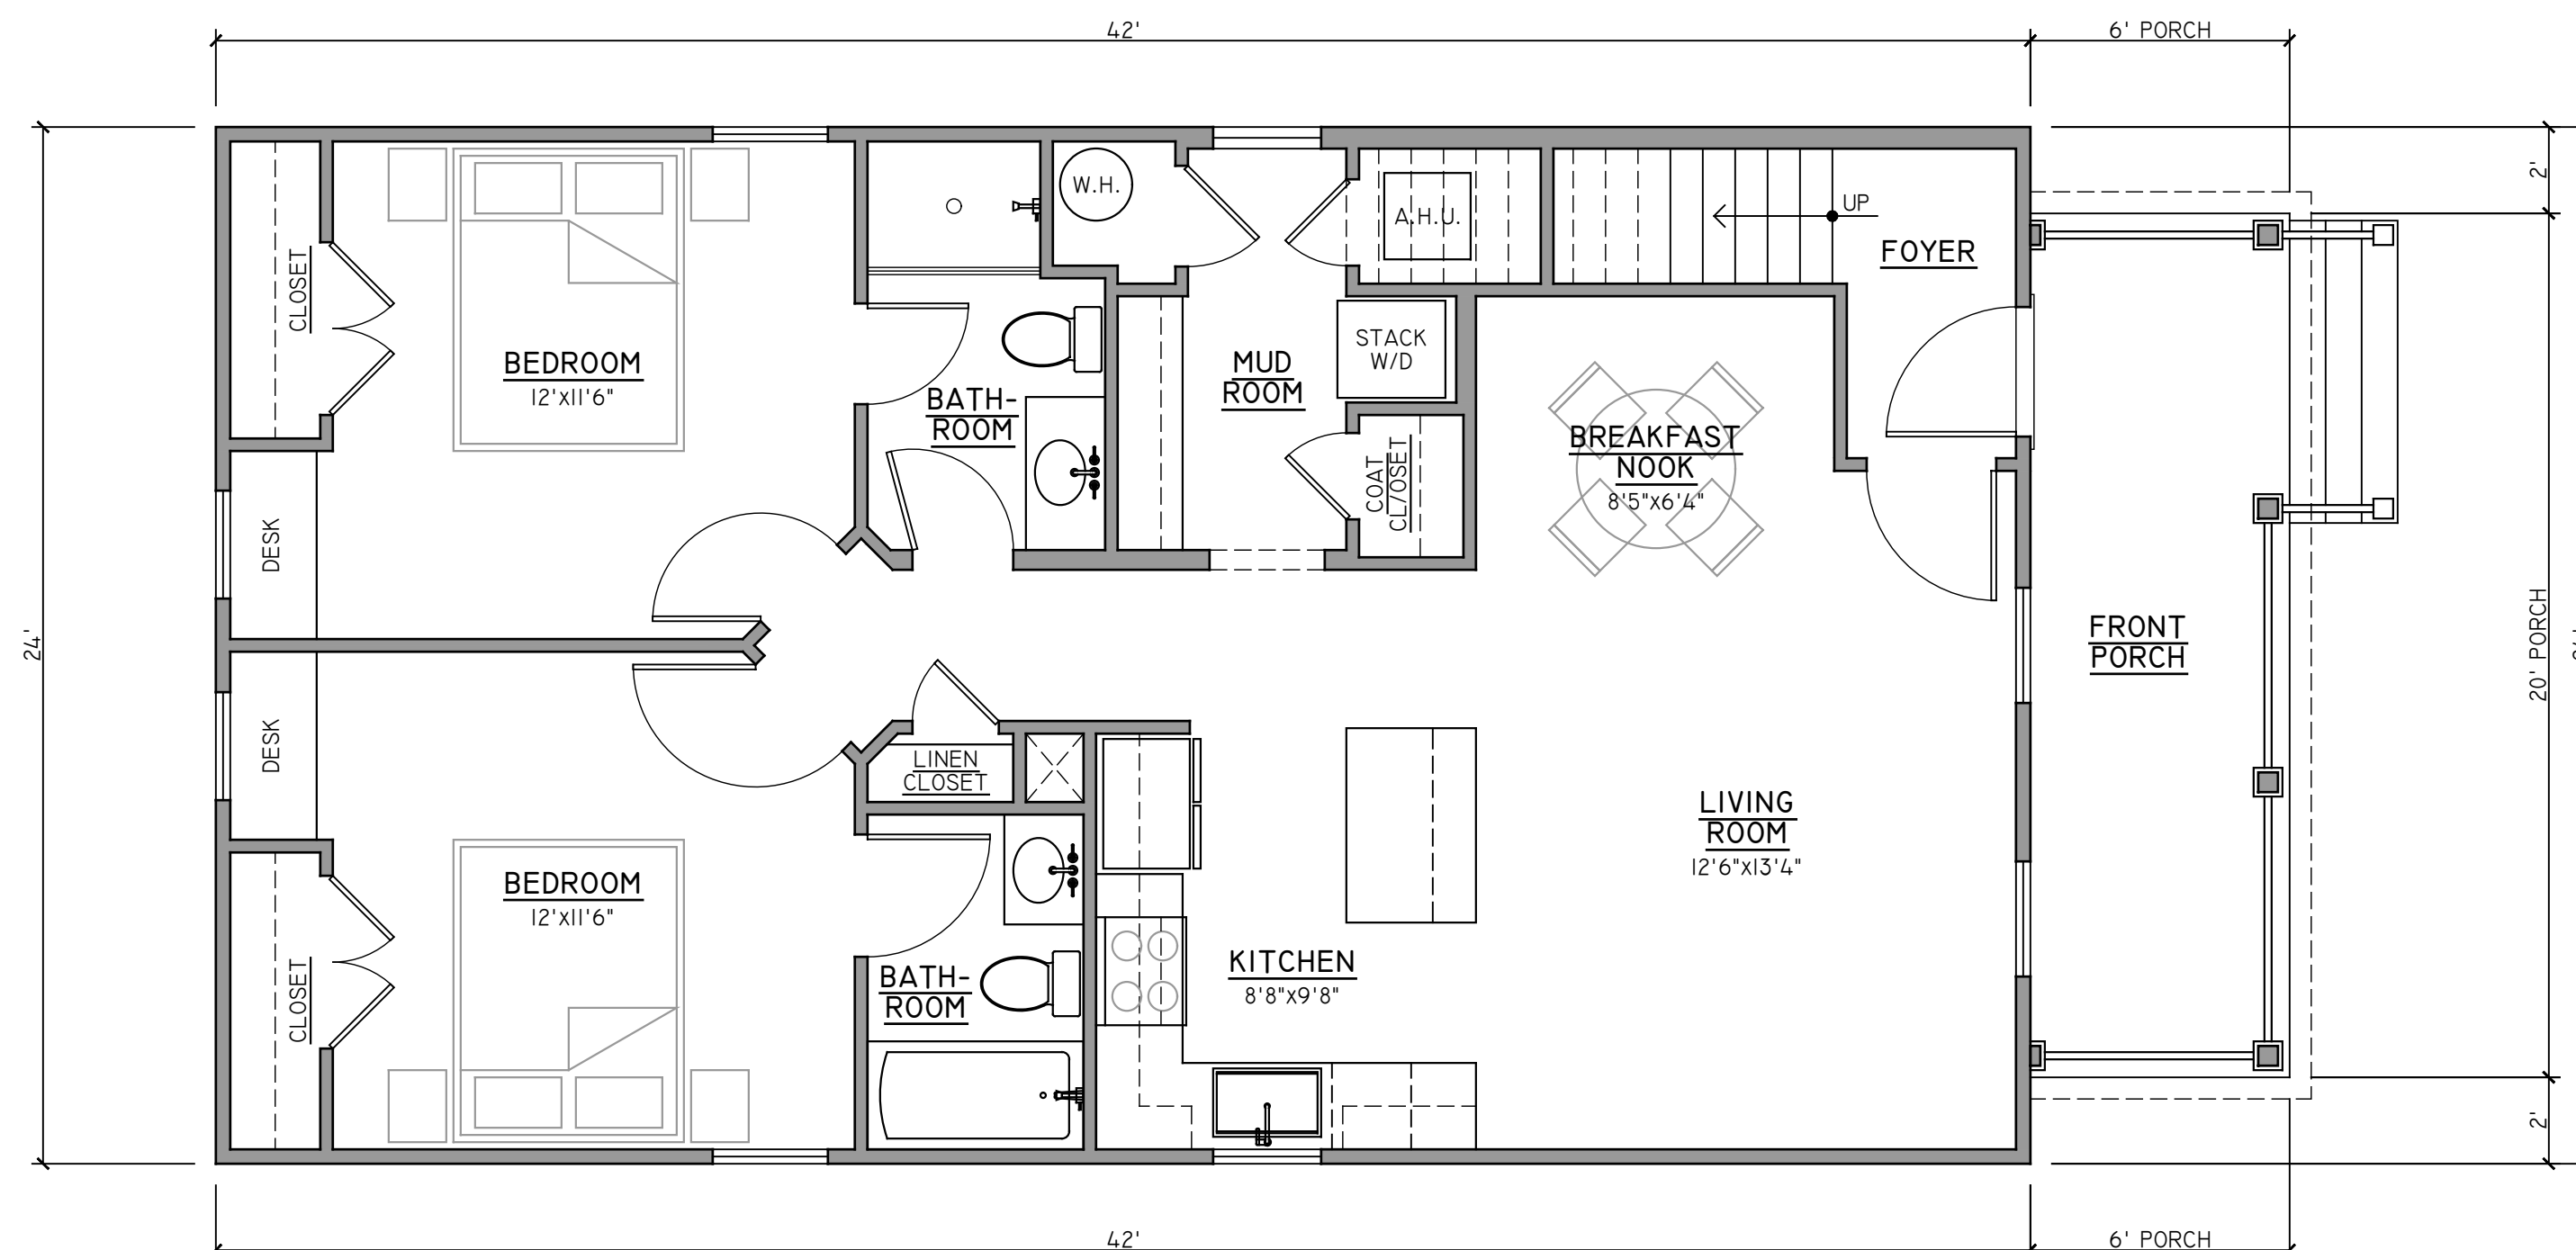 42'
6' PORCH
2'
W.H.
A.H.U.
UP
FOYER
CLOSET
STACK
W/D
BEDROOM
12'x11'6"
MUD
ROOM
BATH-
ROOM
BREAKFAST
NOOK
8'5"x6'4"
COAT
CL/OSET
DESK
24'
FRONT
PORCH
20' PORCH
DESK
LINEN
CLOSET
LIVING
ROOM
12'6"x13'4"
BEDROOM
12'x11'6"
KITCHEN
8'8"x9'8"
BATH-
ROOM
CLOSET
2'
42'
6' PORCH